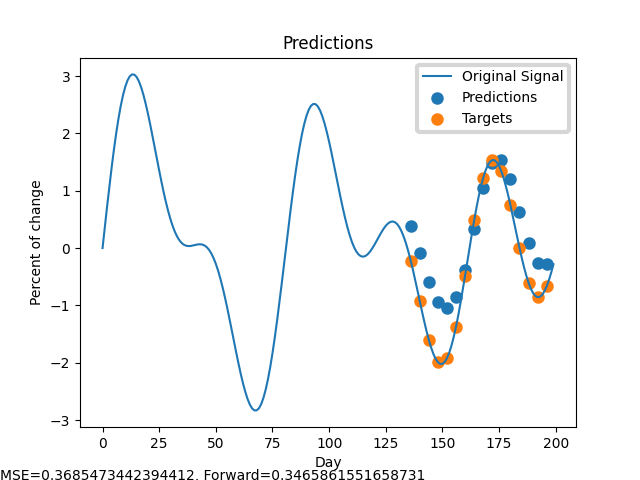 Predictions
Original Signal
Predictions
Targets
3
2
1
0
−1
−2
−3
Percent of change
0 25 50 75 100 125 150 175 200
Day
MSE=0.3685473442394412, Forward=0.3465861551658731